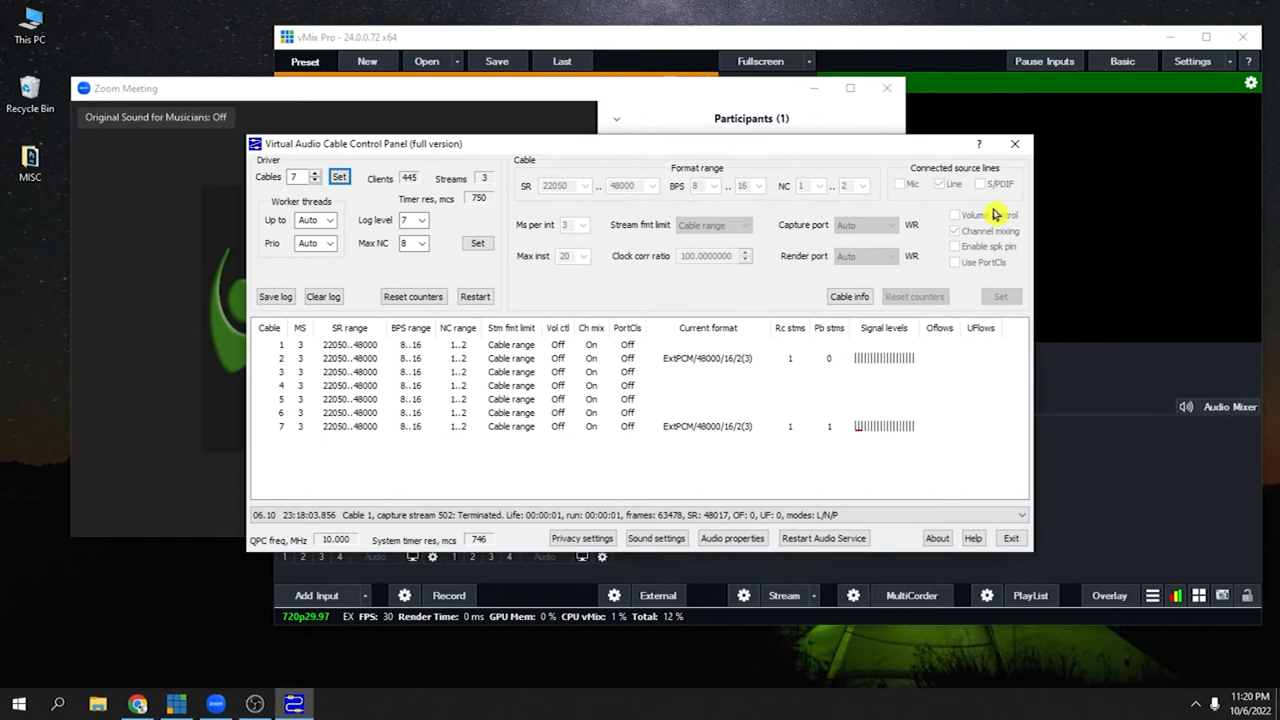 This PC
Recycle Bin
MISC
vMix Pro - 24.0.0.72 x64
Preset New Open Save Last Fullscreen Pause Inputs Basic Settings ?
Zoom Meeting
Original Sound for Musicians: Off
Participants (1)
Virtual Audio Cable Control Panel (full version) ?
Driver
Cables 7 Set Clients 445 Streams 3
Timer res, mcs 750
Worker threads
Up to Auto Log level 7
Prio Auto Max NC 8 Set
Save log Clear log Reset counters Restart
Cable
Format range
SR 22050 .. 48000 BPS 8 .. 16 NC 1 .. 2
Connected source lines
Mic Line S/PDIF
Ms per int 3 Stream fmt limit Cable range Capture port Auto WR
Max inst 20 Clock corr ratio 100.0000000 Render port Auto WR
Channel mixing
Enable spk pin
Use PortCls
Cable info Reset counters Set
Cable MS SR range BPS range NC range Stm fmt limit Vol ctl Ch mix PortCls Current format Rc stms Pb stms Signal levels Oflows UFlows
1 3 22050..48000 8..16 1..2 Cable range Off On Off
2 3 22050..48000 8..16 1..2 Cable range Off On Off ExtPCM/48000/16/2(3) 1 0
3 3 22050..48000 8..16 1..2 Cable range Off On Off
4 3 22050..48000 8..16 1..2 Cable range Off On Off
5 3 22050..48000 8..16 1..2 Cable range Off On Off
6 3 22050..48000 8..16 1..2 Cable range Off On Off
7 3 22050..48000 8..16 1..2 Cable range Off On Off ExtPCM/48000/16/2(3) 1 1
06.10 23:18:03.856 Cable 1, capture stream 502: Terminated. Life: 00:00:01, run: 00:00:01, frames: 63478, SR: 48017, OF: 0, UF: 0, modes: L/N/P
QPC freq, MHz 10.000 System timer res, mcs 746 Privacy settings Sound settings Audio properties Restart Audio Service About Help Exit
Audio Mixer
1 2 3 4 Audio 1 2 3 4 Audio
Add Input Record External Stream MultiCorder PlayList Overlay
720p29.97 EX FPS: 30 Render Time: 0 ms GPU Mem: 0 % CPU vMix: 1 % Total: 12 %
11:20 PM
10/6/2022